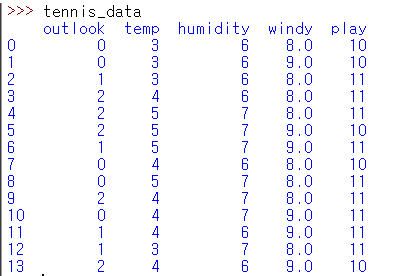 >>> tennis_data
outlook temp humidity windy play
0 0 3 6 8.0 10
1 0 3 6 9.0 10
2 1 3 6 8.0 11
3 2 4 6 8.0 11
4 2 5 7 8.0 11
5 2 5 7 9.0 10
6 1 5 7 9.0 11
7 0 4 6 8.0 10
8 0 5 7 8.0 11
9 2 4 7 8.0 11
10 0 4 7 9.0 11
11 1 4 6 9.0 11
12 1 3 7 8.0 11
13 2 4 6 9.0 10